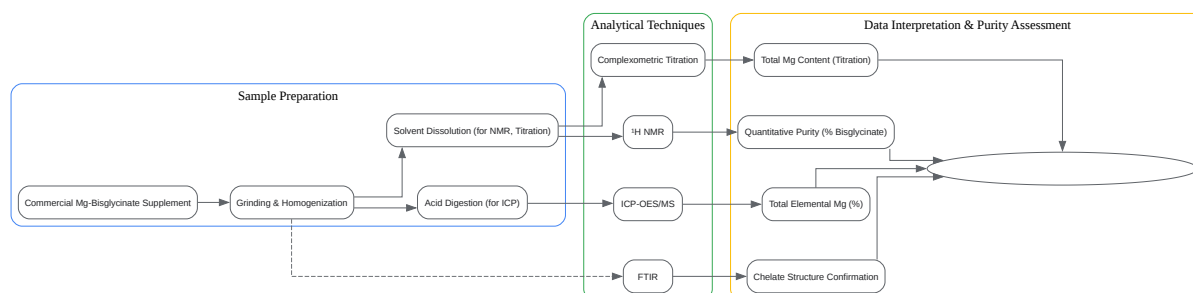 Analytical Techniques
Data Interpretation & Purity Assessment
Complexometric Titration
Total Mg Content (Titration)
Sample Preparation
Solvent Dissolution (for NMR, Titration)
¹H NMR
Quantitative Purity (% Bisglycinate)
Commercial Mg-Bisglycinate Supplement
Grinding & Homogenization
Acid Digestion (for ICP)
ICP-OES/MS
Total Elemental Mg (%)
FTIR
Chelate Structure Confirmation